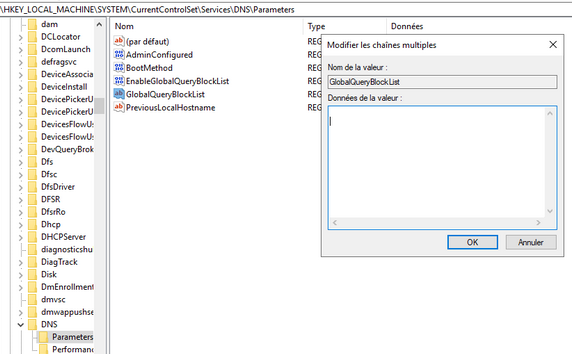 \HKEY_LOCAL_MACHINE\SYSTEM\CurrentControlSet\Services\DNS\Parameters
dam
DCLocator
DcomLaunch
defragsvc
DeviceAssocia
DeviceInstall
DevicePickerU
DevicePickerU
DevicesFlowUs
DevicesFlowUs
DevQueryBrok
Dfs
Dfsc
DfsDriver
DFSR
DfsrRo
Dhcp
DHCPServer
diagnosticshu
DiagTrack
Disk
DmEnrollment
dmvsc
dmwappushse
DNS
Parameters
Performanc
Nom Type Données
(par défaut) REG
AdminConfigured REG
BootMethod REG
EnableGlobalQueryBlockList REG
GlobalQueryBlockList REG
PreviousLocalHostname REG
Modifier les chaînes multiples
Nom de la valeur :
GlobalQueryBlockList
Données de la valeur :
OK Annuler